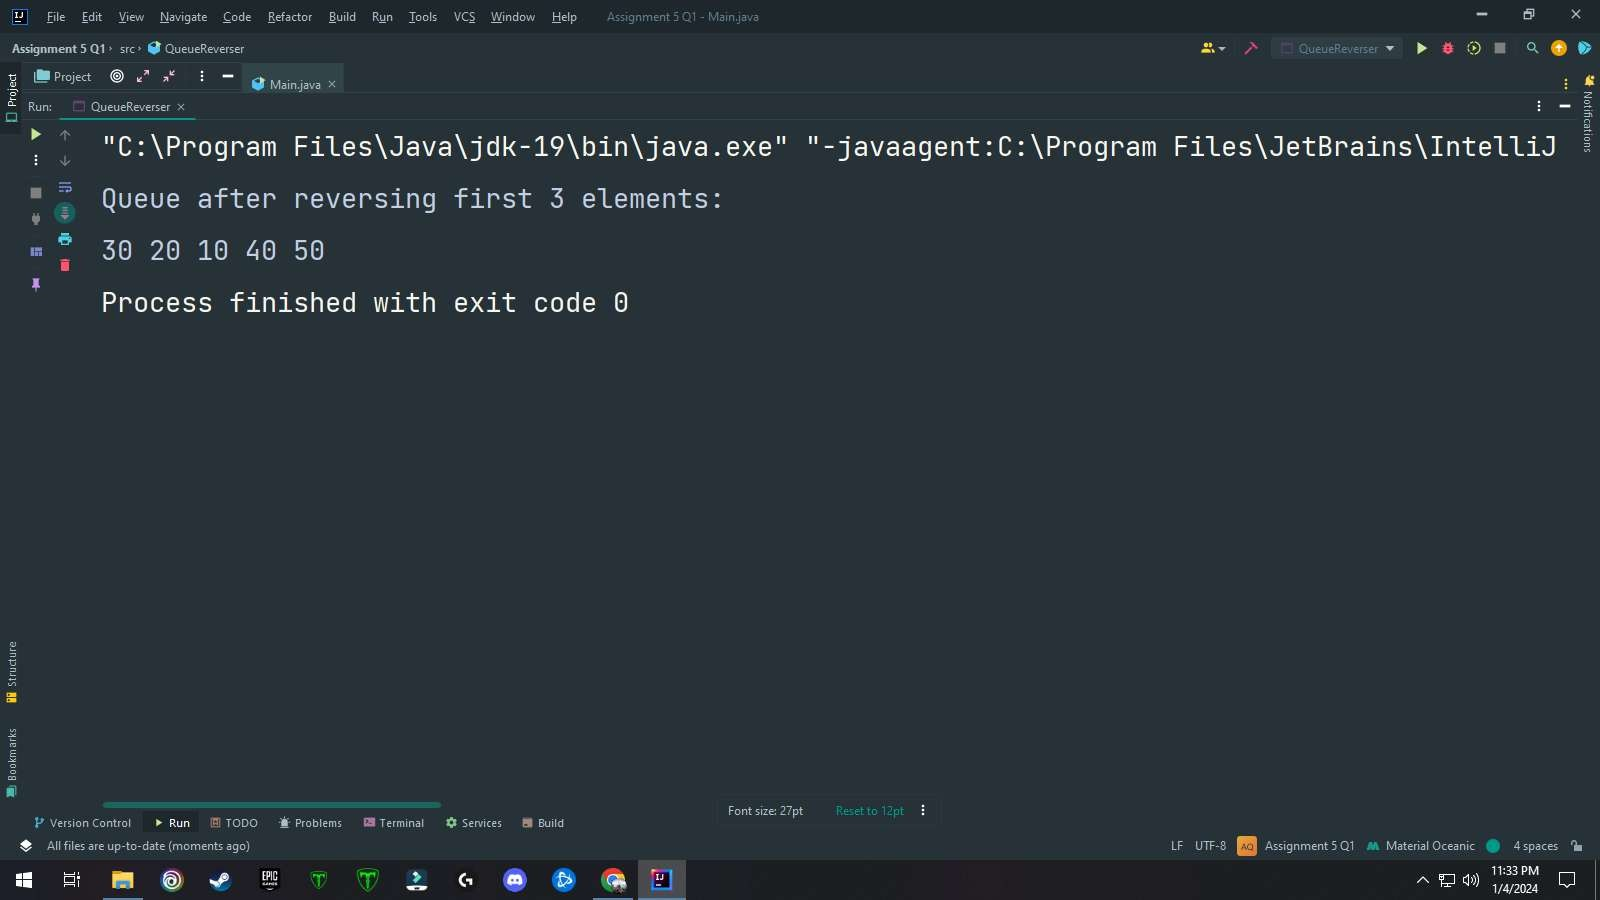 File Edit View Navigate Code Refactor Build Run Tools VCS Window Help Assignment 5 Q1 - Main.java
Assignment 5 Q1 › src › QueueReverser QueueReverser
Project Main.java
Run: QueueReverser
"C:\Program Files\Java\jdk-19\bin\java.exe" "-javaagent:C:\Program Files\JetBrains\IntelliJ
Queue after reversing first 3 elements:
30 20 10 40 50
Process finished with exit code 0
Project
Structure
Bookmarks
Notifications
Font size: 27pt Reset to 12pt
Version Control Run TODO Problems Terminal Services Build
All files are up-to-date (moments ago) LF UTF-8 AQ Assignment 5 Q1 Material Oceanic 4 spaces
EPIC GAMES IJ 11:33 PM
1/4/2024